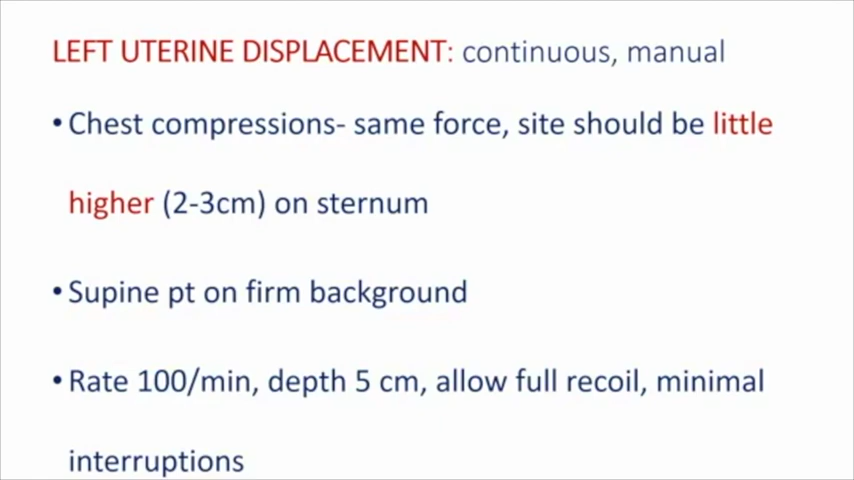 LEFT UTERINE DISPLACEMENT: continuous, manual
• Chest compressions- same force, site should be little
higher (2-3cm) on sternum
• Supine pt on firm background
• Rate 100/min, depth 5 cm, allow full recoil, minimal
interruptions